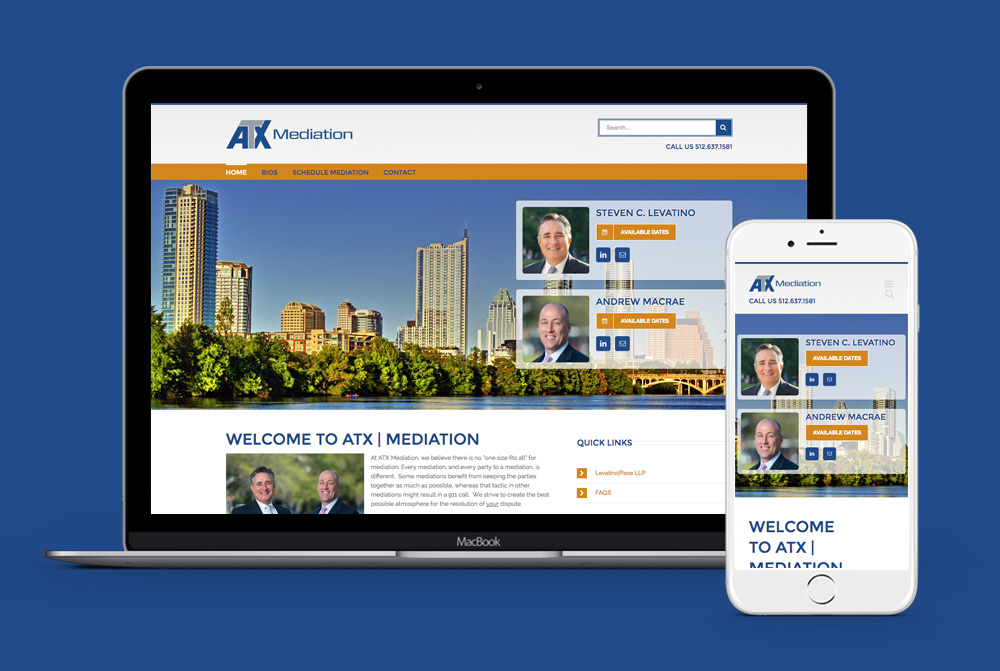 ATX Mediation
Search...
CALL US 512.637.1581
HOME BIOS SCHEDULE MEDIATION CONTACT
STEVEN C. LEVATINO
AVAILABLE DATES
in
ANDREW MACRAE
AVAILABLE DATES
in
WELCOME TO ATX | MEDIATION
At ATX Mediation, we believe there is no "one size fits all" for
mediation. Every mediation, and every party to a mediation, is
different. Some mediations benefit from keeping the parties
together as much as possible, whereas that tactic in other
mediations might result in a 911 call. We strive to create the best
possible atmosphere for the resolution of your dispute.
QUICK LINKS
Levatino|Pace LLP
FAQS
MacBook
ATX Mediation
CALL US 512.637.1581
STEVEN C. LEVATINO
AVAILABLE DATES
in
ANDREW MACRAE
AVAILABLE DATES
in
WELCOME
TO ATX |
MEDIATION